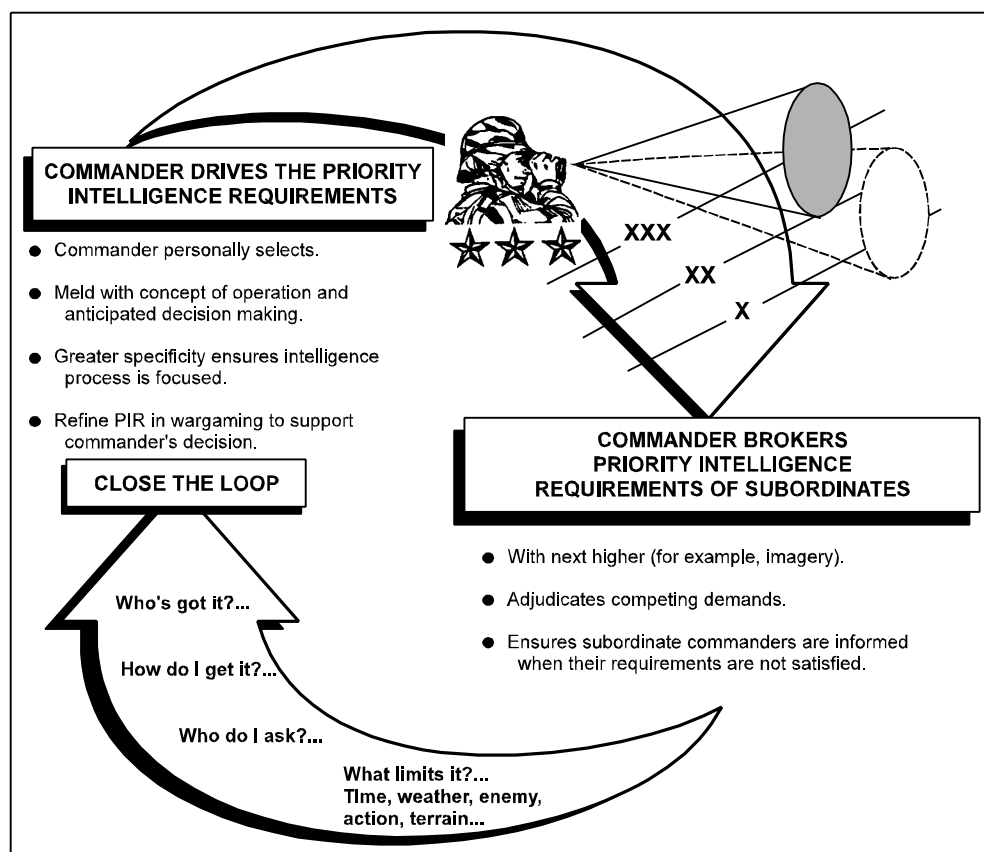 COMMANDER DRIVES THE PRIORITY
INTELLIGENCE REQUIREMENTS
● Commander personally selects.
● Meld with concept of operation and
anticipated decision making.
● Greater specificity ensures intelligence
process is focused.
● Refine PIR in wargaming to support
commander's decision.
XXX
XX
X
COMMANDER BROKERS
PRIORITY INTELLIGENCE
REQUIREMENTS OF SUBORDINATES
● With next higher (for example, imagery).
● Adjudicates competing demands.
● Ensures subordinate commanders are informed
when their requirements are not satisfied.
CLOSE THE LOOP
Who's got it?...
How do I get it?...
Who do I ask?...
What limits it?...
TIme, weather, enemy,
action, terrain...